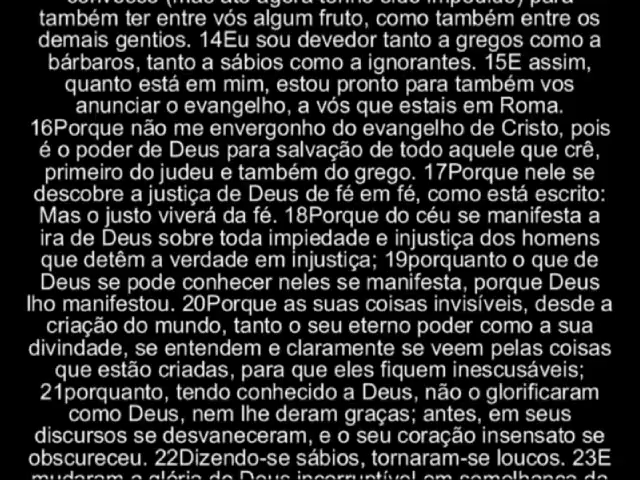 também ter entre vós algum fruto, como também entre os
demais gentios. 14Eu sou devedor tanto a gregos como a
bárbaros, tanto a sábios como a ignorantes. 15E assim,
quanto está em mim, estou pronto para também vos
anunciar o evangelho, a vós que estais em Roma.
16Porque não me envergonho do evangelho de Cristo, pois
é o poder de Deus para salvação de todo aquele que crê,
primeiro do judeu e também do grego. 17Porque nele se
descobre a justiça de Deus de fé em fé, como está escrito:
Mas o justo viverá da fé. 18Porque do céu se manifesta a
ira de Deus sobre toda impiedade e injustiça dos homens
que detêm a verdade em injustiça; 19porquanto o que de
Deus se pode conhecer neles se manifesta, porque Deus
lho manifestou. 20Porque as suas coisas invisíveis, desde a
criação do mundo, tanto o seu eterno poder como a sua
divindade, se entendem e claramente se veem pelas coisas
que estão criadas, para que eles fiquem inescusáveis;
21porquanto, tendo conhecido a Deus, não o glorificaram
como Deus, nem lhe deram graças; antes, em seus
discursos se desvaneceram, e o seu coração insensato se
obscureceu. 22Dizendo-se sábios, tornaram-se loucos. 23E
mudaram a glória do Deus incorruptível em semelhança da